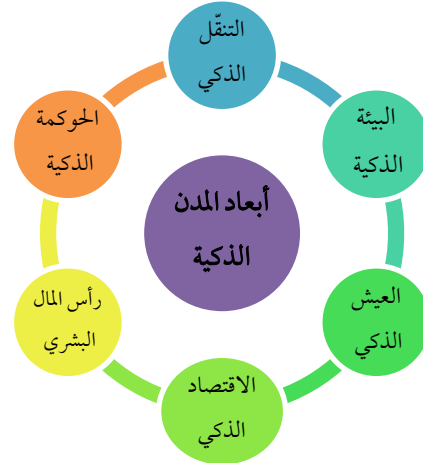 التنقّل
الذكي
البيئة
الذكية
العيش
الذكي
الاقتصاد
الذكي
رأس المال
البشري
الحوكمة
الذكية
أبعاد المدن
الذكية